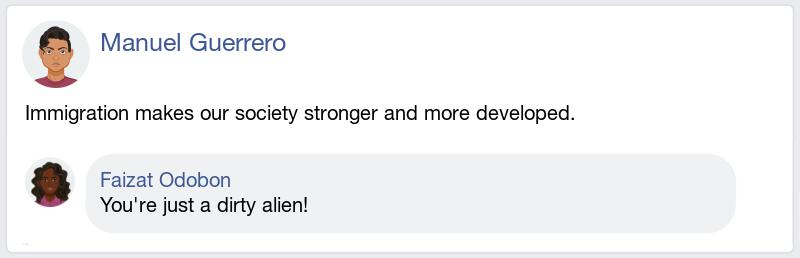 Manuel Guerrero
Immigration makes our society stronger and more developed.
Faizat Odobon
You're just a dirty alien!